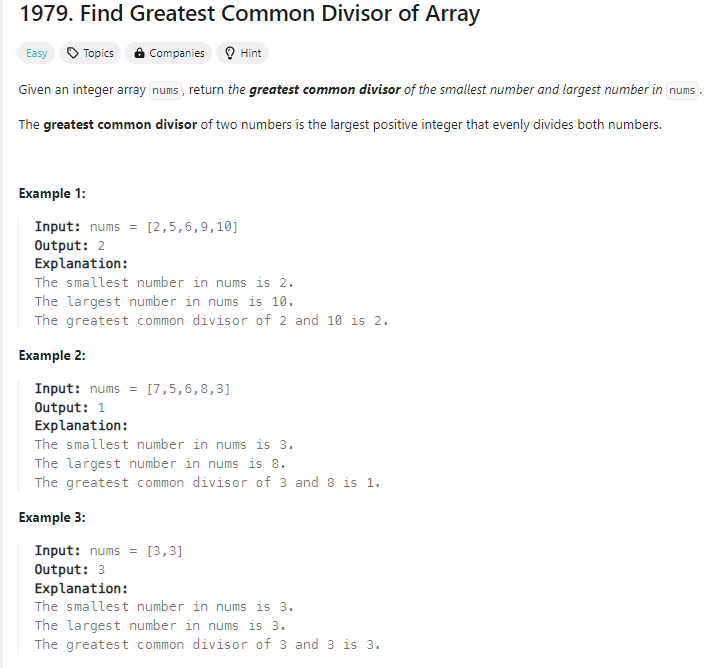 1979. Find Greatest Common Divisor of Array
Easy Topics Companies Hint
Given an integer array nums, return the greatest common divisor of the smallest number and largest number in nums.
The greatest common divisor of two numbers is the largest positive integer that evenly divides both numbers.
Example 1:
Input: nums = [2,5,6,9,10]
Output: 2
Explanation:
The smallest number in nums is 2.
The largest number in nums is 10.
The greatest common divisor of 2 and 10 is 2.
Example 2:
Input: nums = [7,5,6,8,3]
Output: 1
Explanation:
The smallest number in nums is 3.
The largest number in nums is 8.
The greatest common divisor of 3 and 8 is 1.
Example 3:
Input: nums = [3,3]
Output: 3
Explanation:
The smallest number in nums is 3.
The largest number in nums is 3.
The greatest common divisor of 3 and 3 is 3.